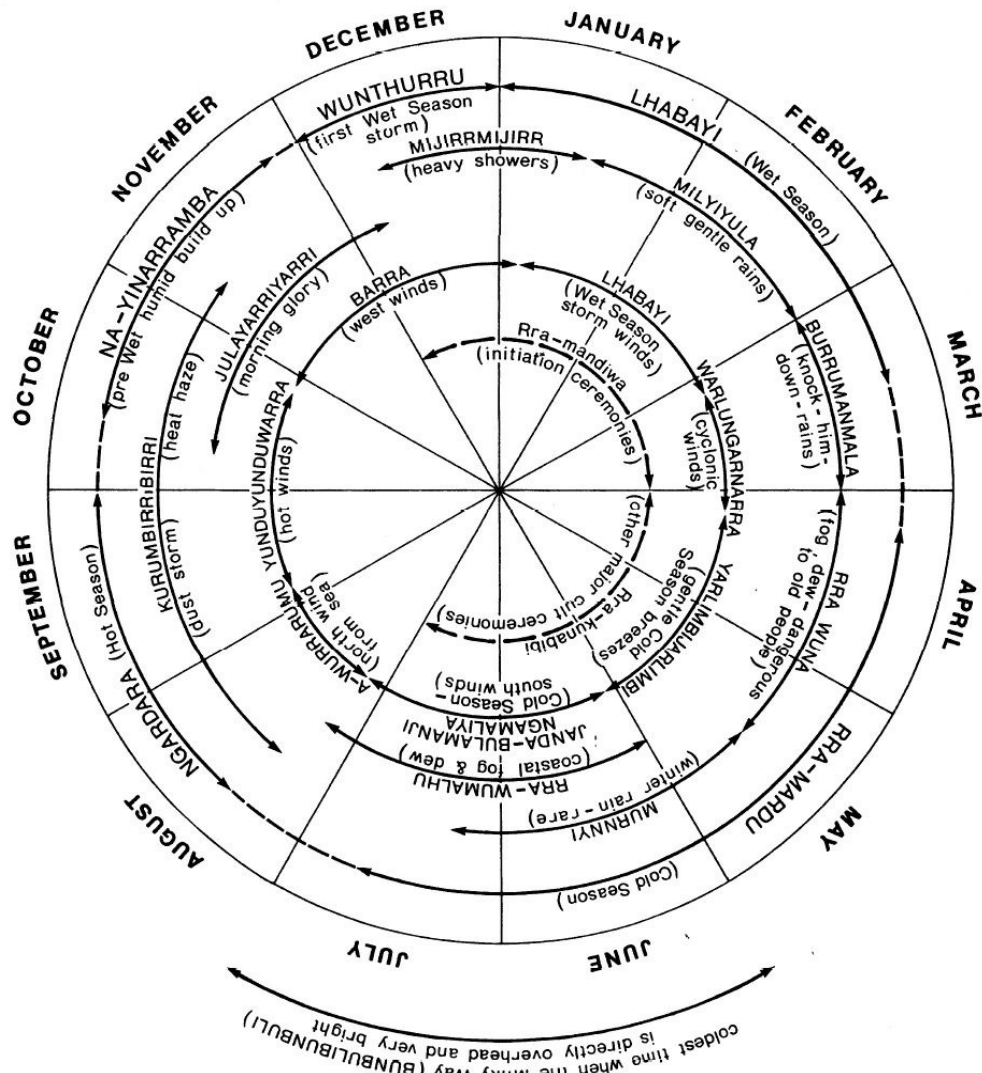 JANUARY
FEBRUARY
MARCH
APRIL
MAY
JUNE
JULY
AUGUST
SEPTEMBER
OCTOBER
NOVEMBER
DECEMBER
WUNTHURRU
(first Wet Season
storm)
LHABAYI
(Wet Season)
RRA-MARDU
(Cold Season)
NGARDARA (Hot Season)
NA-YINARRAMBA
(pre Wet humid build up)
MIJIRRMIJIRR
(heavy showers)
MILYIYULA
(soft gentle rains)
BURRUMANMALA
(knock-him-
down-rains)
RRA WUNA
(fog, dew-dangerous
to old people)
MURNNYI
(winter rain-rare)
RRA-WUMALHU
(coastal fog & dew)
KURUMBIRRIBIRRI
(dust storm)
(heat haze)
JULAYARRIYARRI
(morning glory)
BARRA
(west winds)
LHABAYI
(Wet Season
storm winds)
WARLUNGARNARRA
(cyclonic
winds)
YARLIMBIJARLIMBI
(gentle Cold
Season breezes
JANDA-BULAMANJI
NGAMALIYA
(Cold Season-
south winds)
A-WURRARUMU
(north wind
from sea)
YUNDUYUNDUWARRA
(hot winds)
Rra-mandiwa
(initiation ceremonies)
Rra-kunabibi
(other major cult ceremonies)
coldest time when the Milky Way (BUNBULIBUNBULI)
is directly overhead and very bright